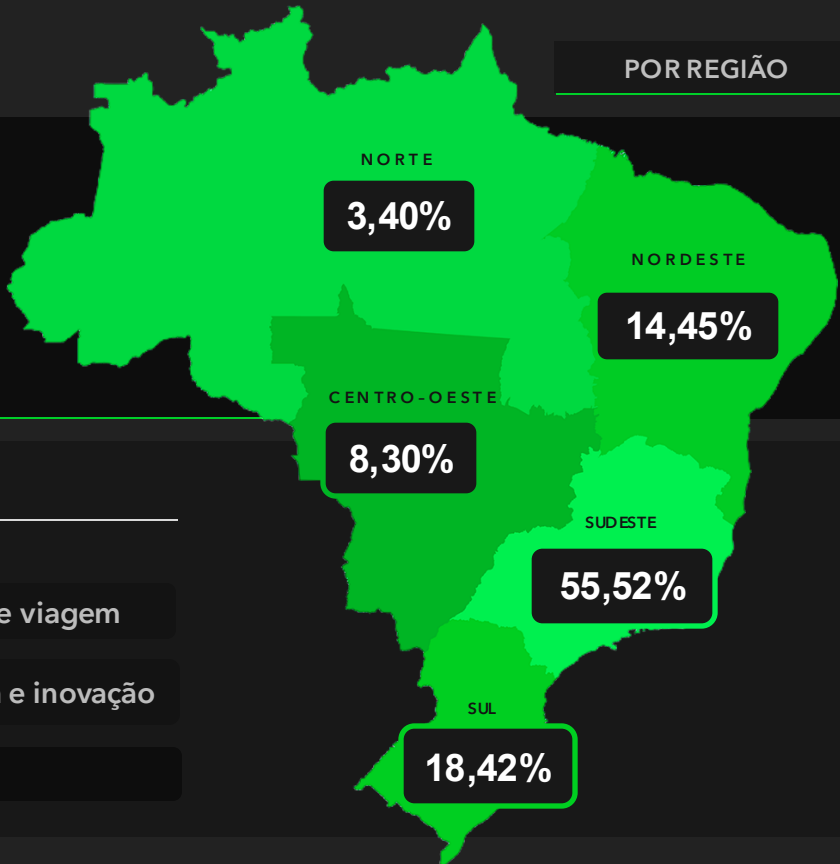 POR REGIÃO
NORTE
3,40%
NORDESTE
14,45%
CENTRO-OESTE
8,30%
SUDESTE
55,52%
e viagem
e inovação
SUL
18,42%